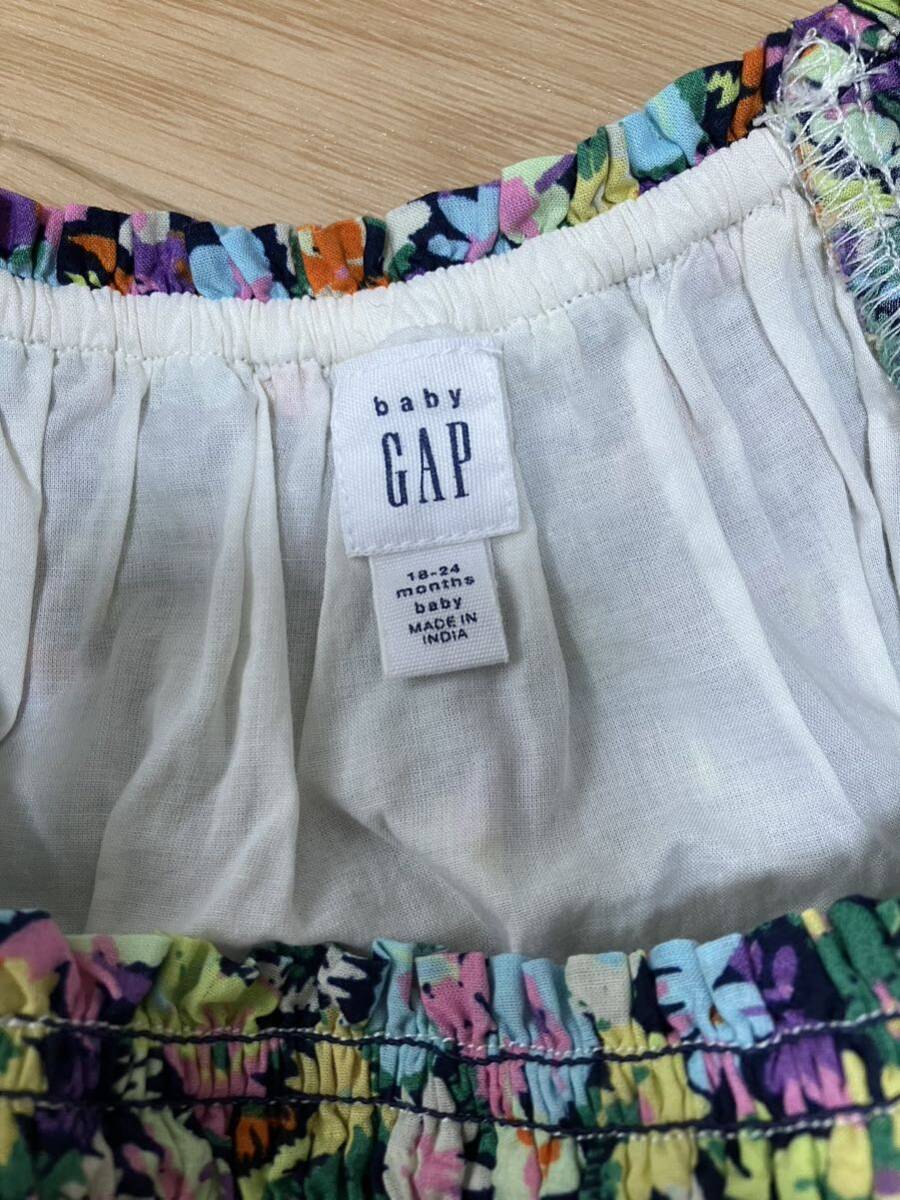 baby
GAP
18-24
months
baby
MADE IN
INDIA